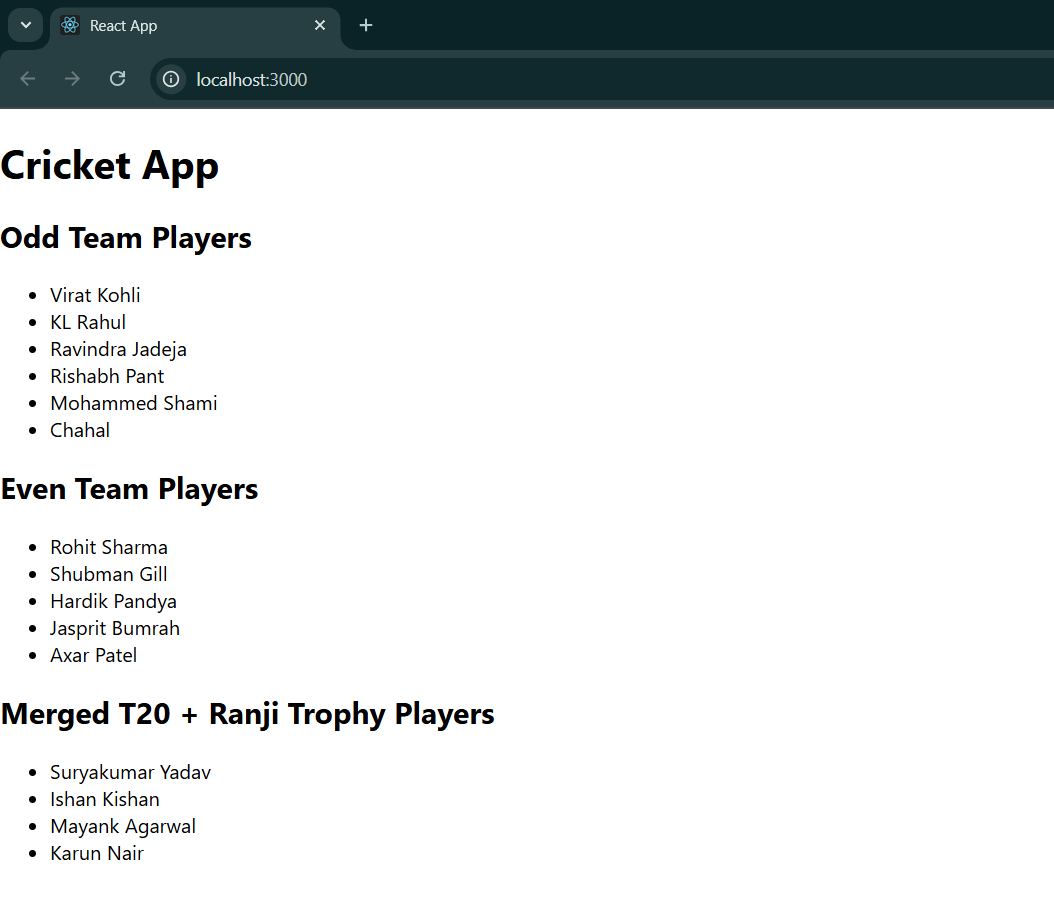 React App
localhost:3000
Cricket App
Odd Team Players
Virat Kohli
KL Rahul
Ravindra Jadeja
Rishabh Pant
Mohammed Shami
Chahal
Even Team Players
Rohit Sharma
Shubman Gill
Hardik Pandya
Jasprit Bumrah
Axar Patel
Merged T20 + Ranji Trophy Players
Suryakumar Yadav
Ishan Kishan
Mayank Agarwal
Karun Nair